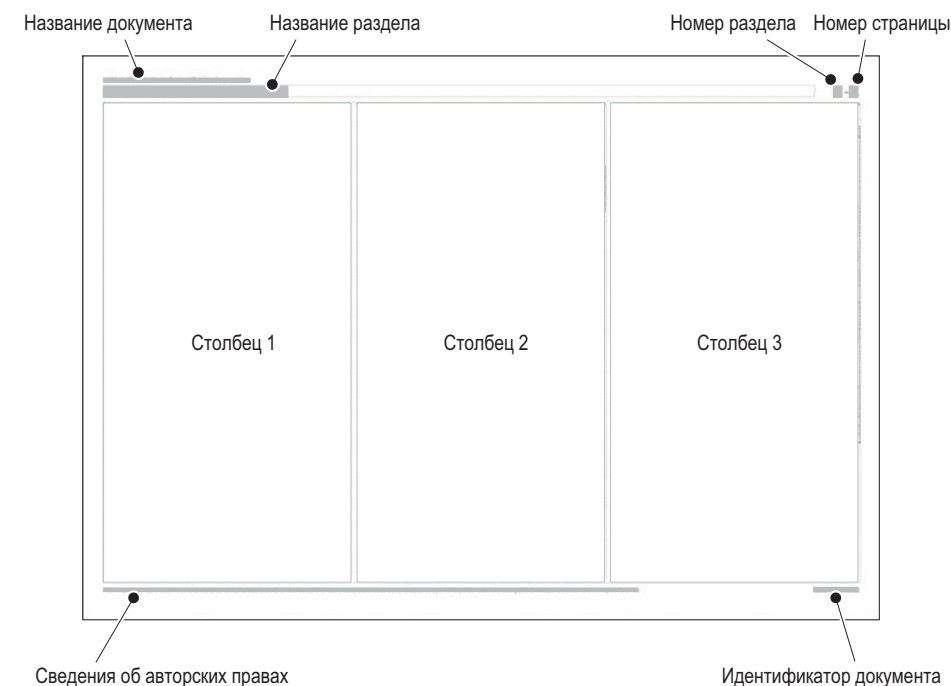 Название документа
Название раздела
Номер раздела
Номер страницы
Столбец 1
Столбец 2
Столбец 3
Сведения об авторских правах
Идентификатор документа